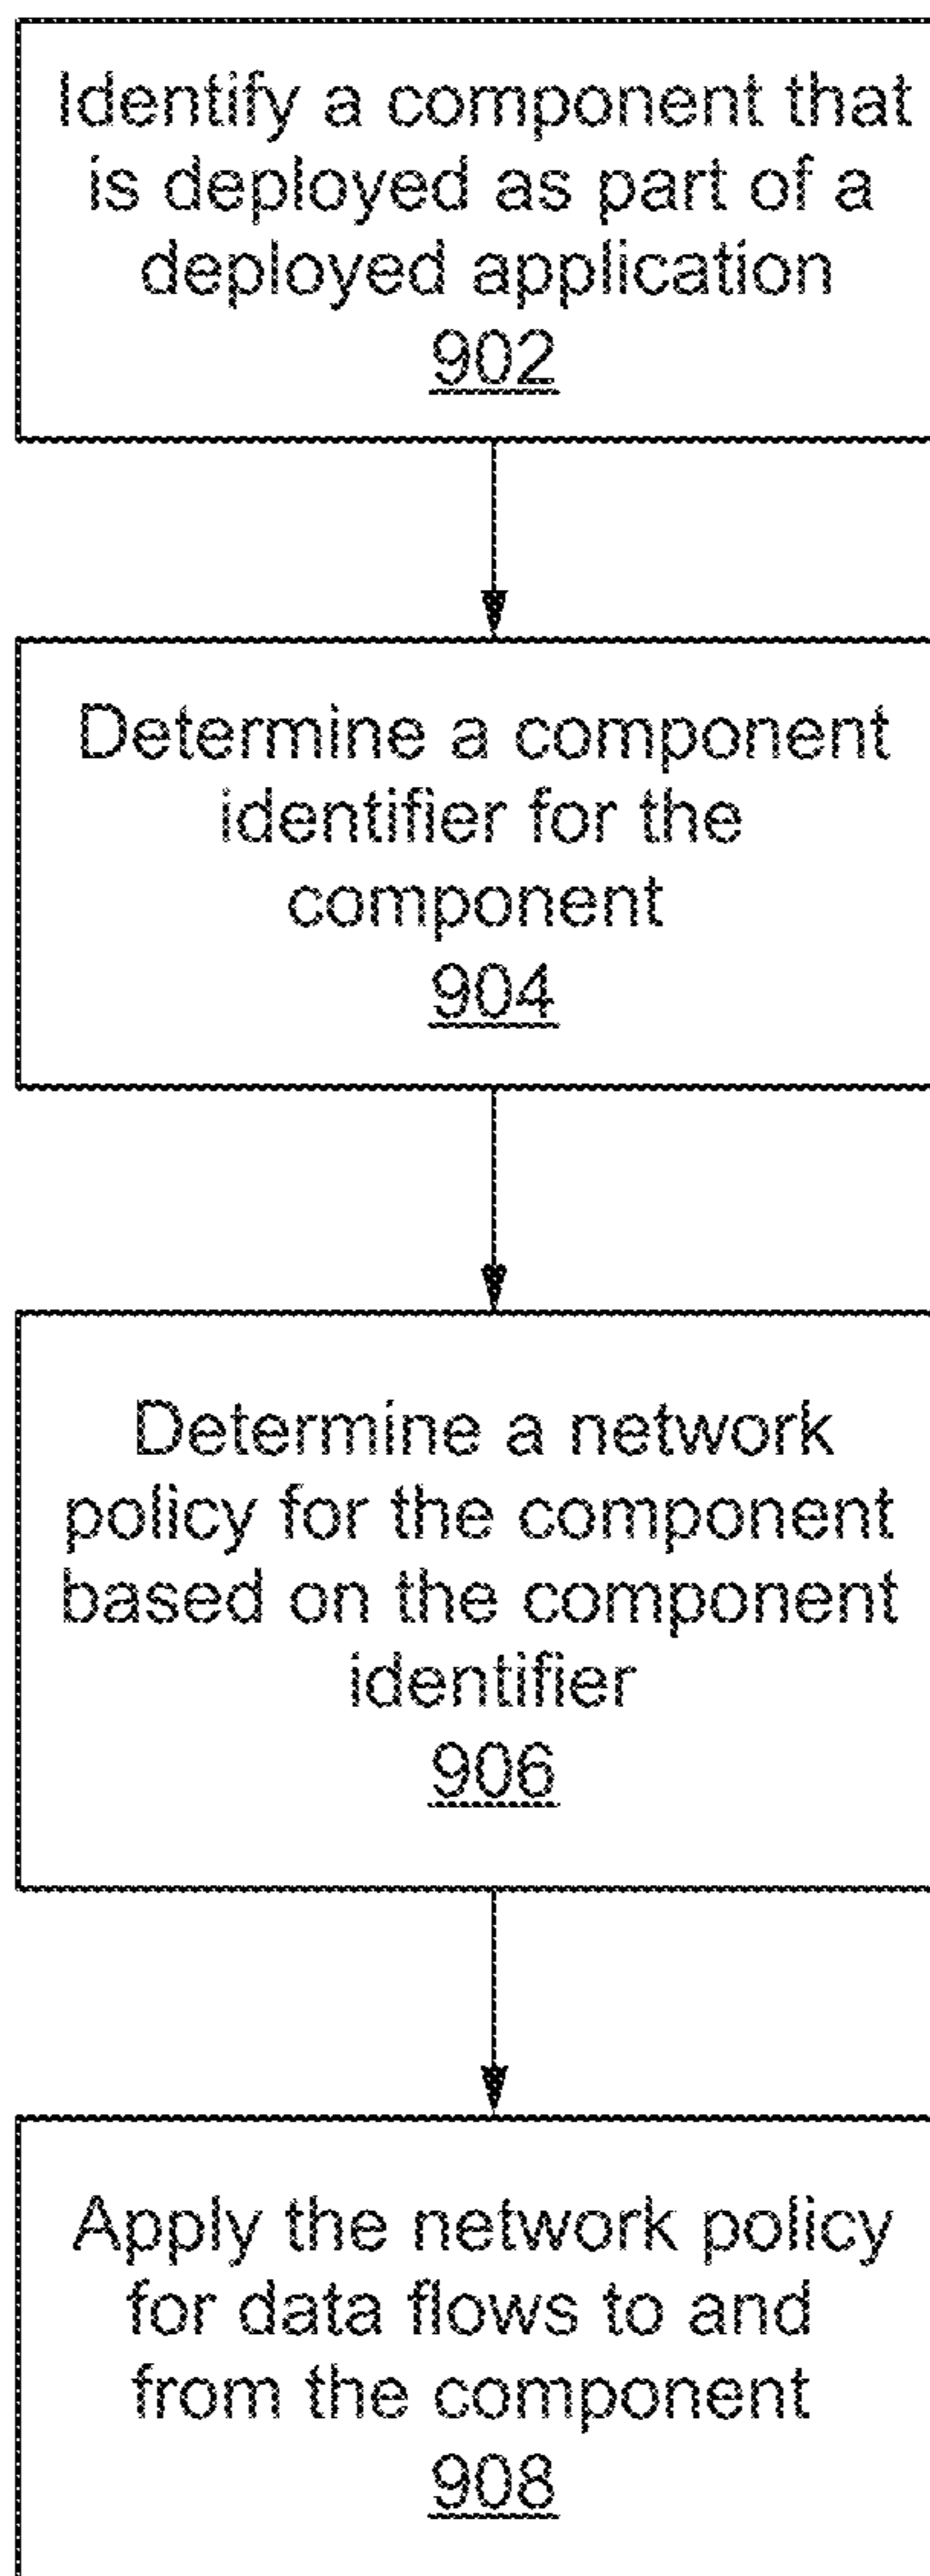 Identify a component that
is deployed as part of a
deployed application
902
Determine a component
identifier for the
component
904
Determine a network
policy for the component
based on the component
identifier
906
Apply the network policy
for data flows to and
from the component
908